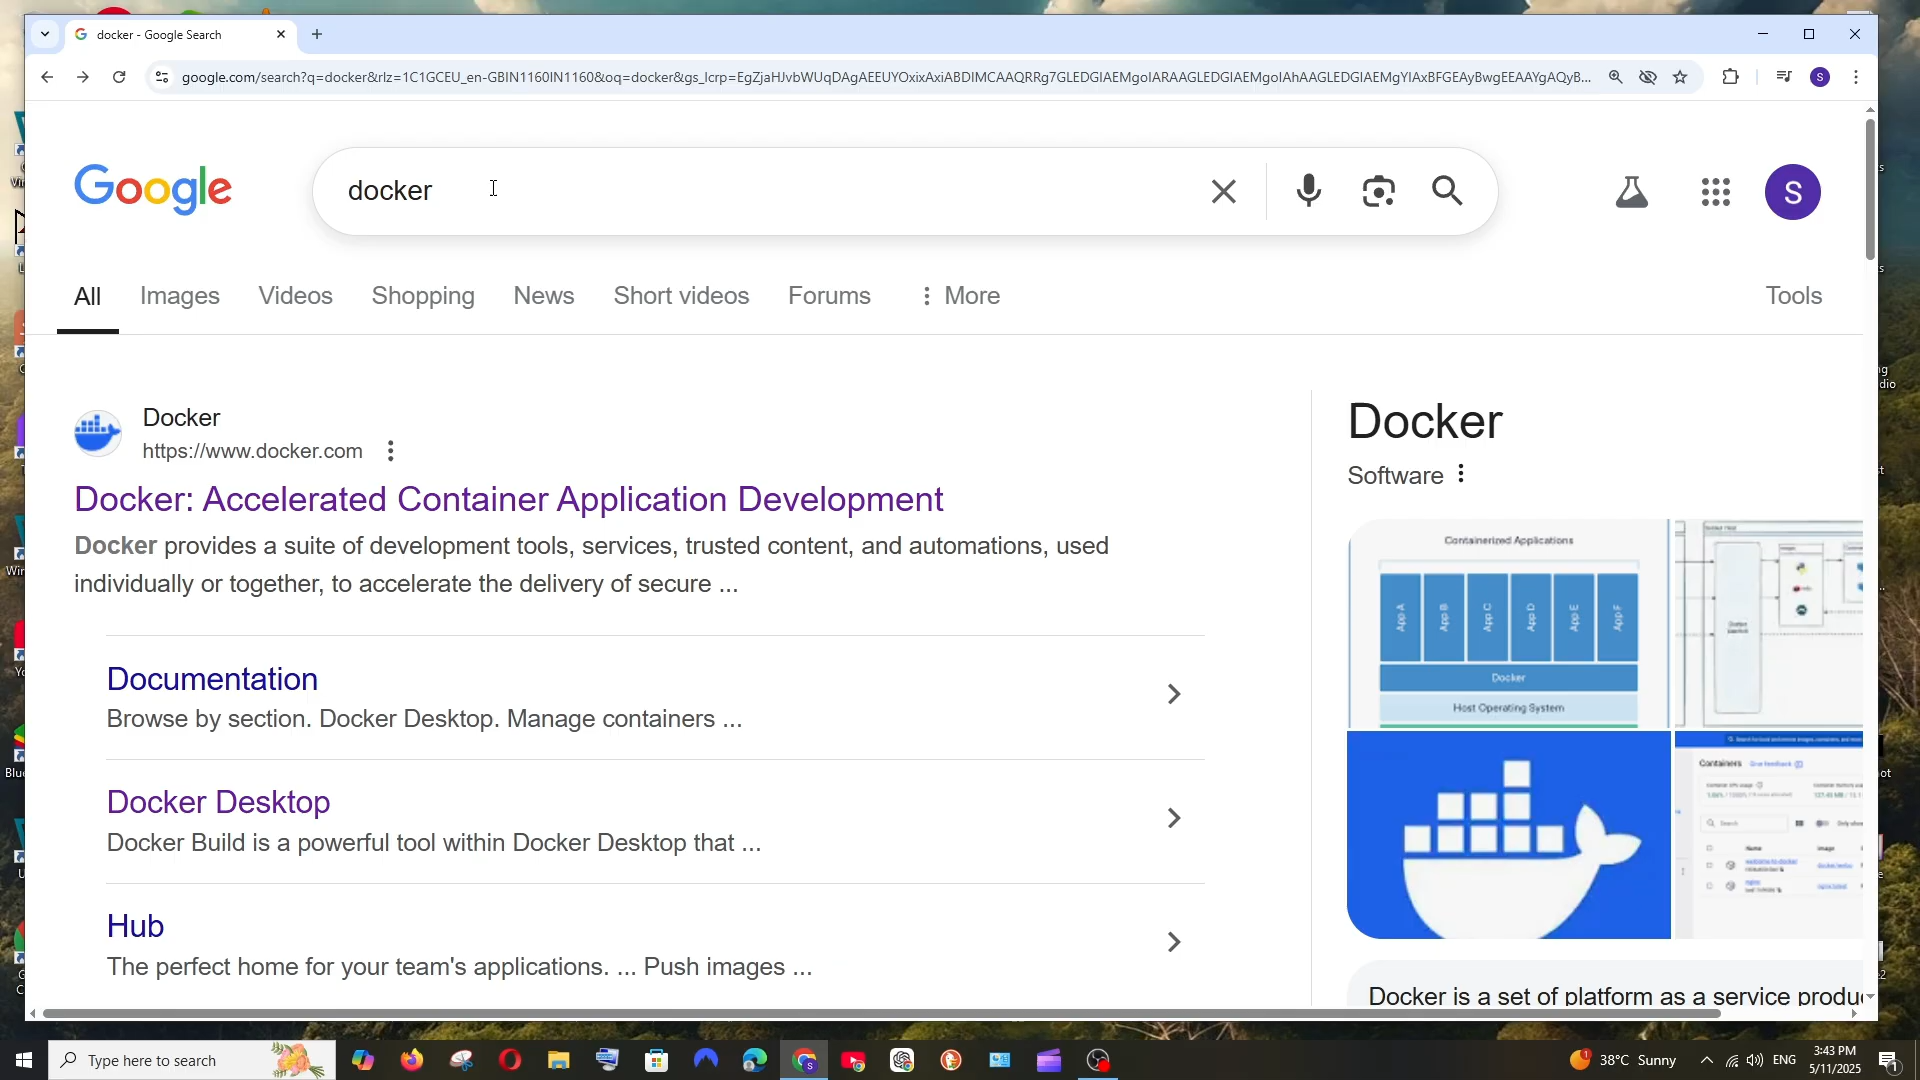 docker - Google Search
google.com/search?q=docker&rlz=1C1GCEU_en-GBIN1160IN1160&oq=docker&gs_lcrp=EgZjaHJvbWUqDAgAEEUYOxixAxiABDIMCAAQRRg7GLEDGIAEMgoIARAAGLEDGIAEMgoIAhAAGLEDGIAEMgYIAxBFGEAyBwgEEAAYgAQyB...
S
Google
docker
S
All
Images
Videos
Shopping
News
Short videos
Forums
More
Tools
Docker
https://www.docker.com
Docker: Accelerated Container Application Development
Docker provides a suite of development tools, services, trusted content, and automations, used
individually or together, to accelerate the delivery of secure ...
Documentation
Browse by section. Docker Desktop. Manage containers ...
Docker Desktop
Docker Build is a powerful tool within Docker Desktop that ...
Hub
The perfect home for your team's applications. ... Push images ...
Docker
Software
Containerized Applications
App A
App B
App C
App D
App E
App F
Docker
Host Operating System
Containers
Give feedback
Search
Name
Image
Docker is a set of platform as a service
Type here to search
38°C Sunny
ENG
3:43 PM
5/11/2025